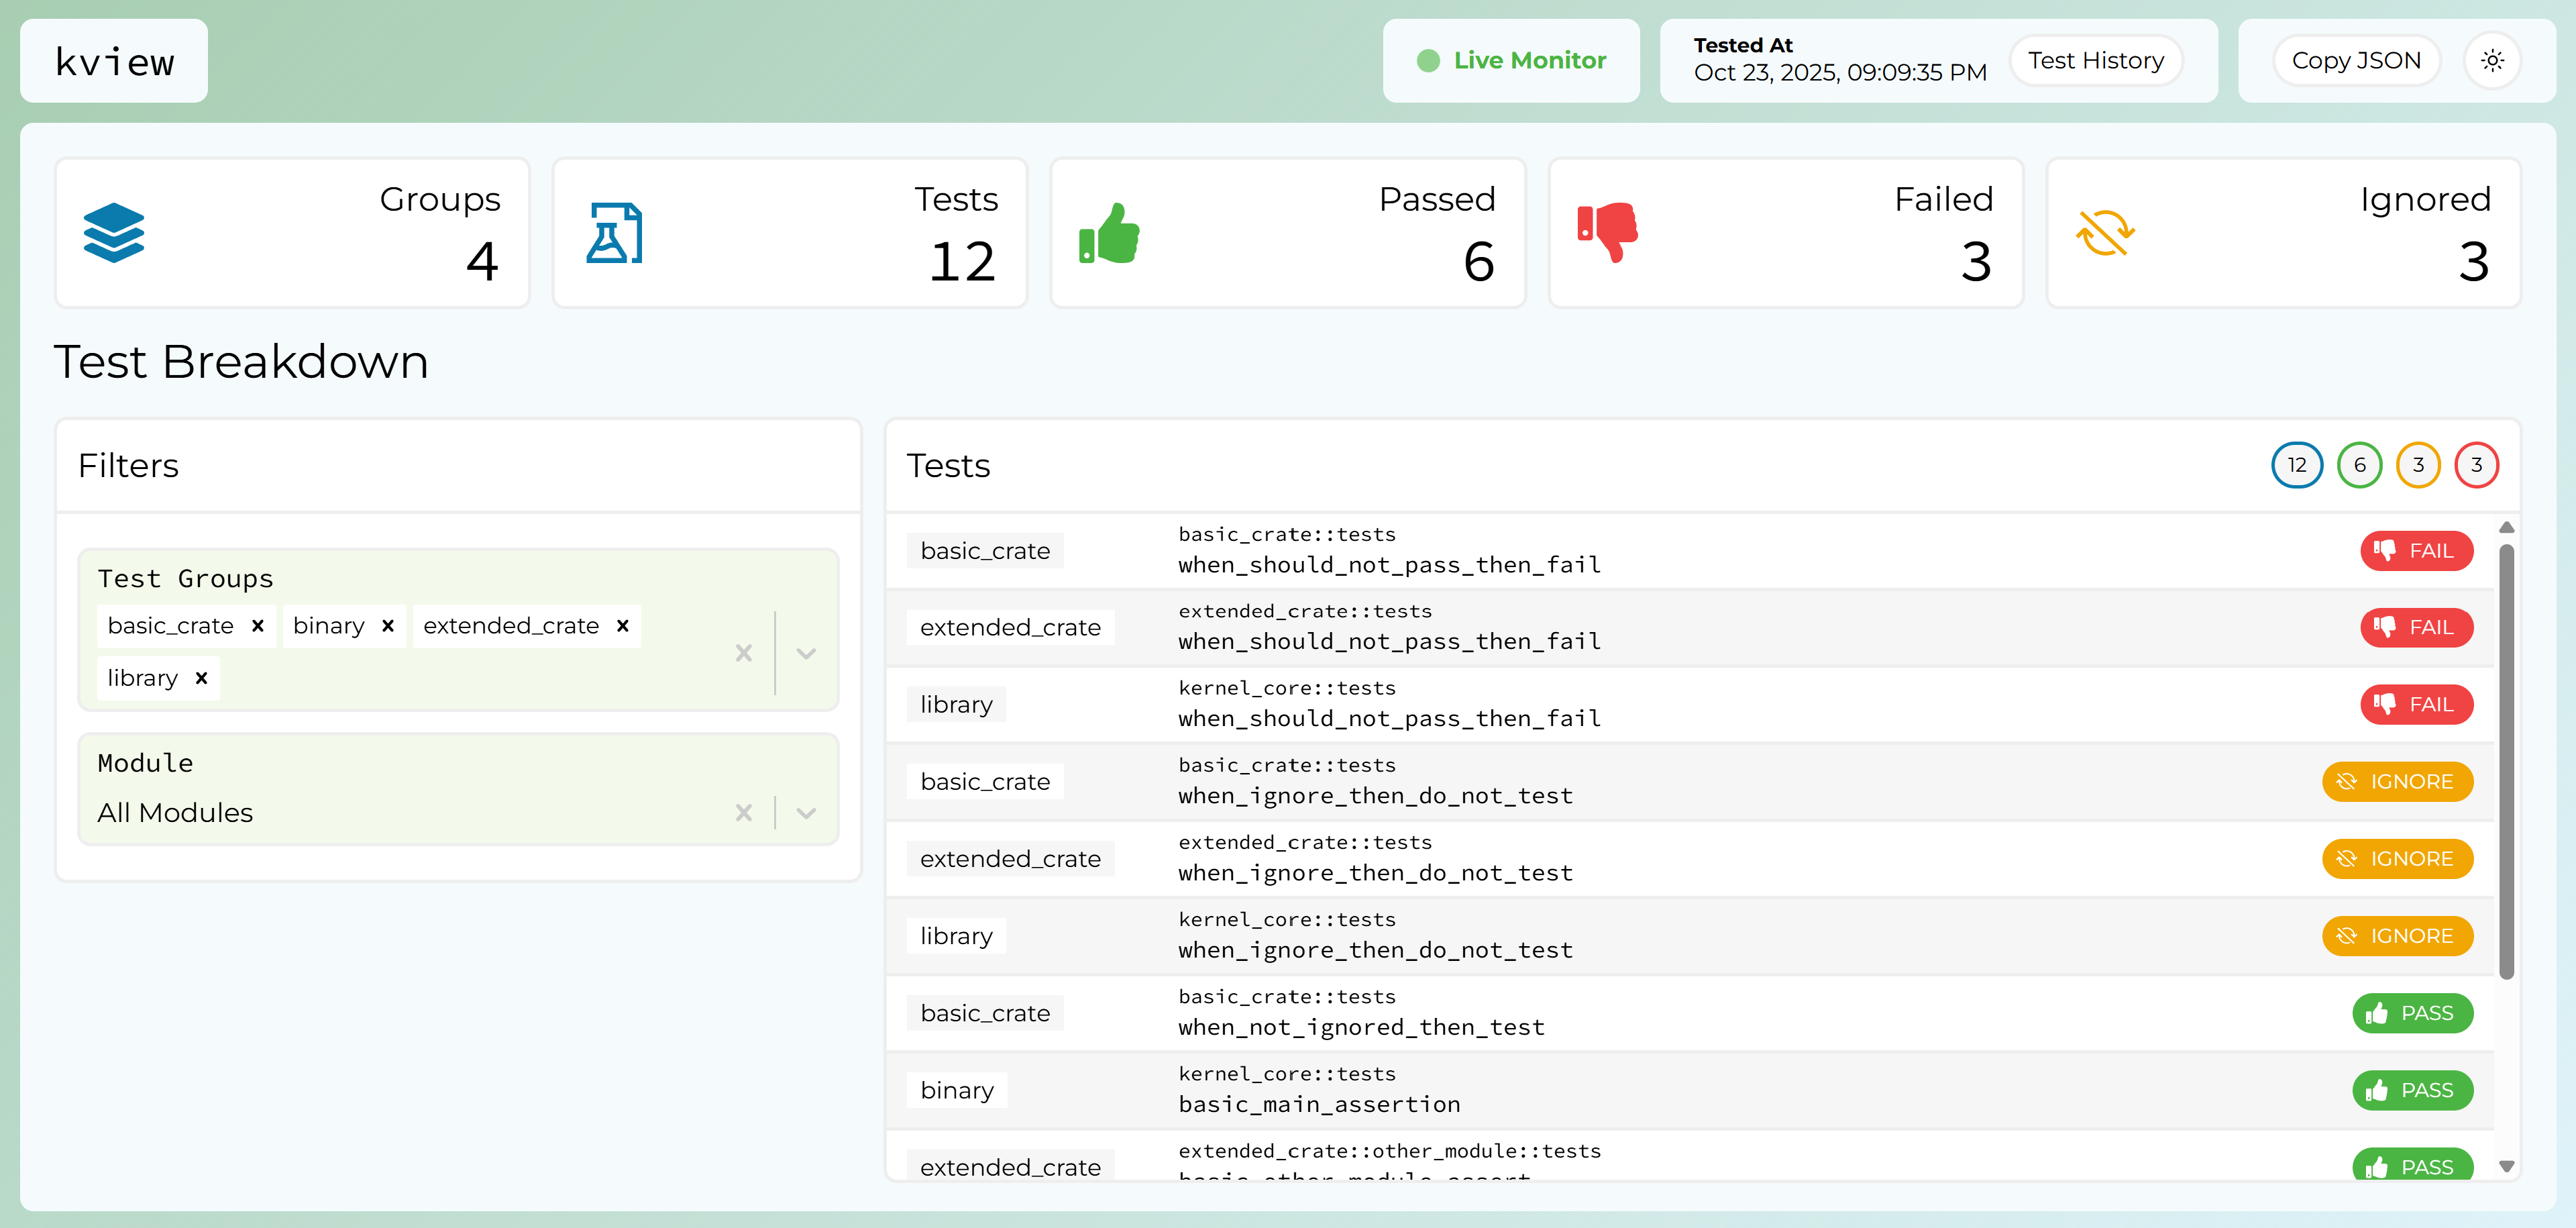 kview
Live Monitor
Tested At
Oct 23, 2025, 09:09:35 PM
Test History
Copy JSON
Groups
4
Tests
12
Passed
6
Failed
3
Ignored
3
Test Breakdown
Filters
Test Groups
basic_crate x binary x extended_crate x
library x
Module
All Modules
Tests
12 6 3 3
basic_crate
basic_crate::tests
when_should_not_pass_then_fail
FAIL
extended_crate
extended_crate::tests
when_should_not_pass_then_fail
FAIL
library
kernel_core::tests
when_should_not_pass_then_fail
FAIL
basic_crate
basic_crate::tests
when_ignore_then_do_not_test
IGNORE
extended_crate
extended_crate::tests
when_ignore_then_do_not_test
IGNORE
library
kernel_core::tests
when_ignore_then_do_not_test
IGNORE
basic_crate
basic_crate::tests
when_not_ignored_then_test
PASS
binary
kernel_core::tests
basic_main_assertion
PASS
extended_crate
extended_crate::other_module::tests
basic_other_module_assert
PASS